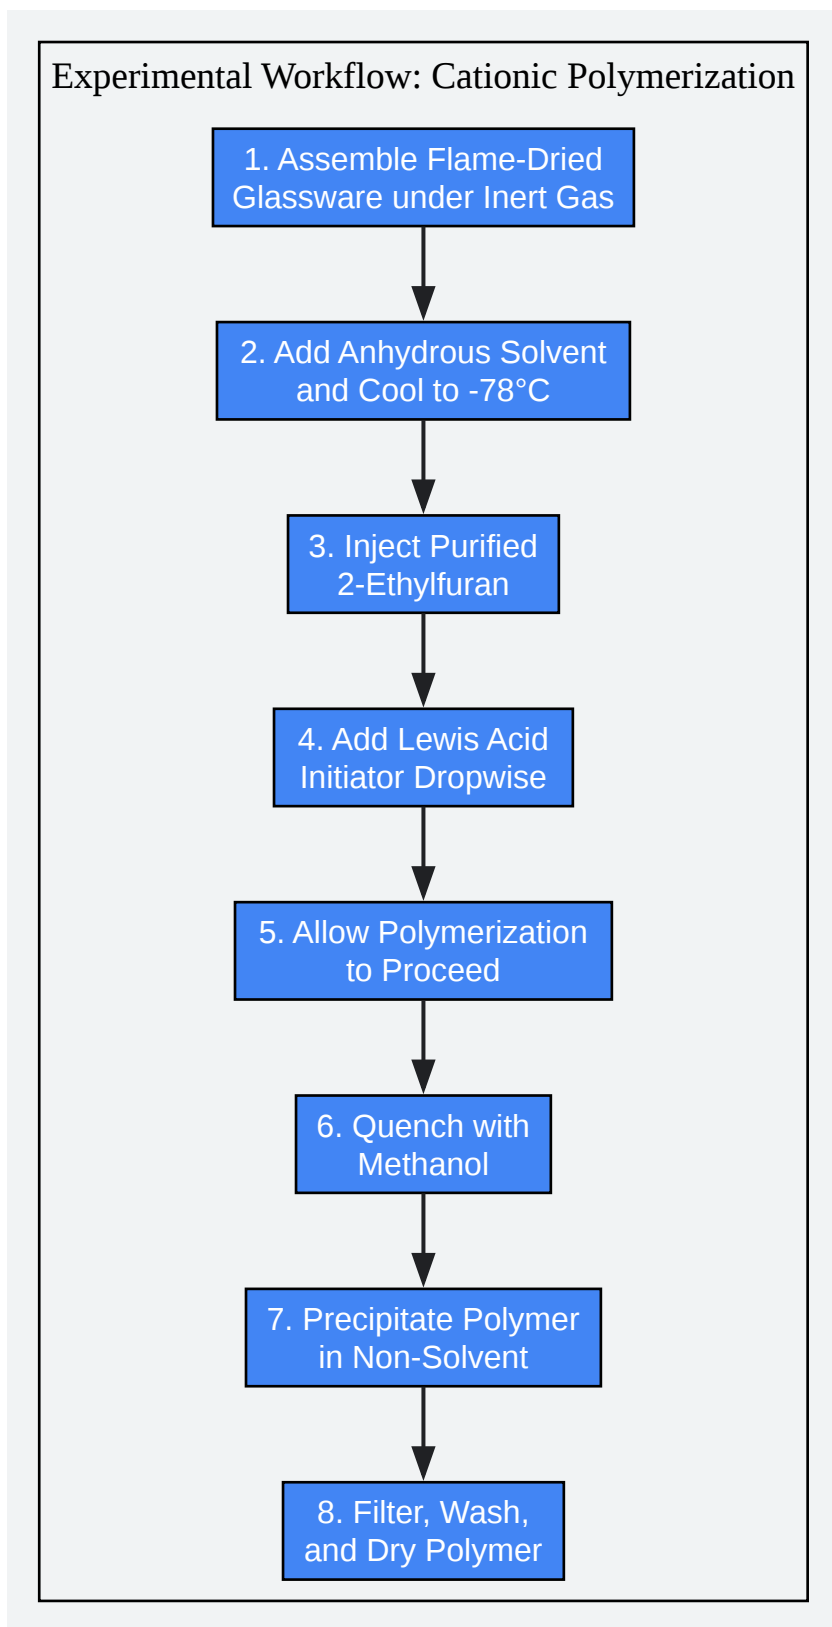 Experimental Workflow: Cationic Polymerization
1. Assemble Flame-Dried
Glassware under Inert Gas
2. Add Anhydrous Solvent
and Cool to -78°C
3. Inject Purified
2-Ethylfuran
4. Add Lewis Acid
Initiator Dropwise
5. Allow Polymerization
to Proceed
6. Quench with
Methanol
7. Precipitate Polymer
in Non-Solvent
8. Filter, Wash,
and Dry Polymer